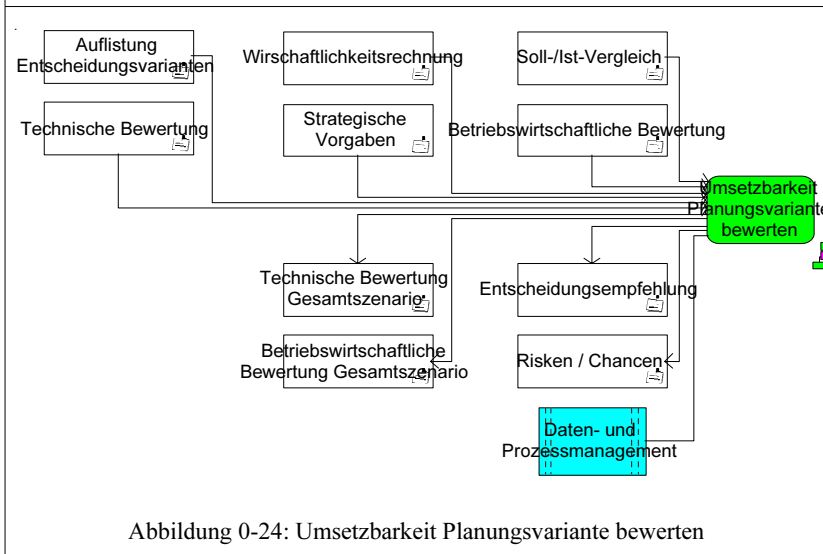 Auflistung
Entscheidungsvarianten
Wirschaftlichkeitsrechnung
Soll-/Ist-Vergleich
Technische Bewertung
Strategische
Vorgaben
Betriebswirtschaftliche Bewertung
Umsetzbarkeit
Planungsvariante
bewerten
Technische Bewertung
Gesamtszenario
Entscheidungsempfehlung
Betriebswirtschaftliche
Bewertung Gesamtszenario
Risken / Chancen
Daten- und
Prozessmanagement
Abbildung 0-24: Umsetzbarkeit Planungsvariante bewerten